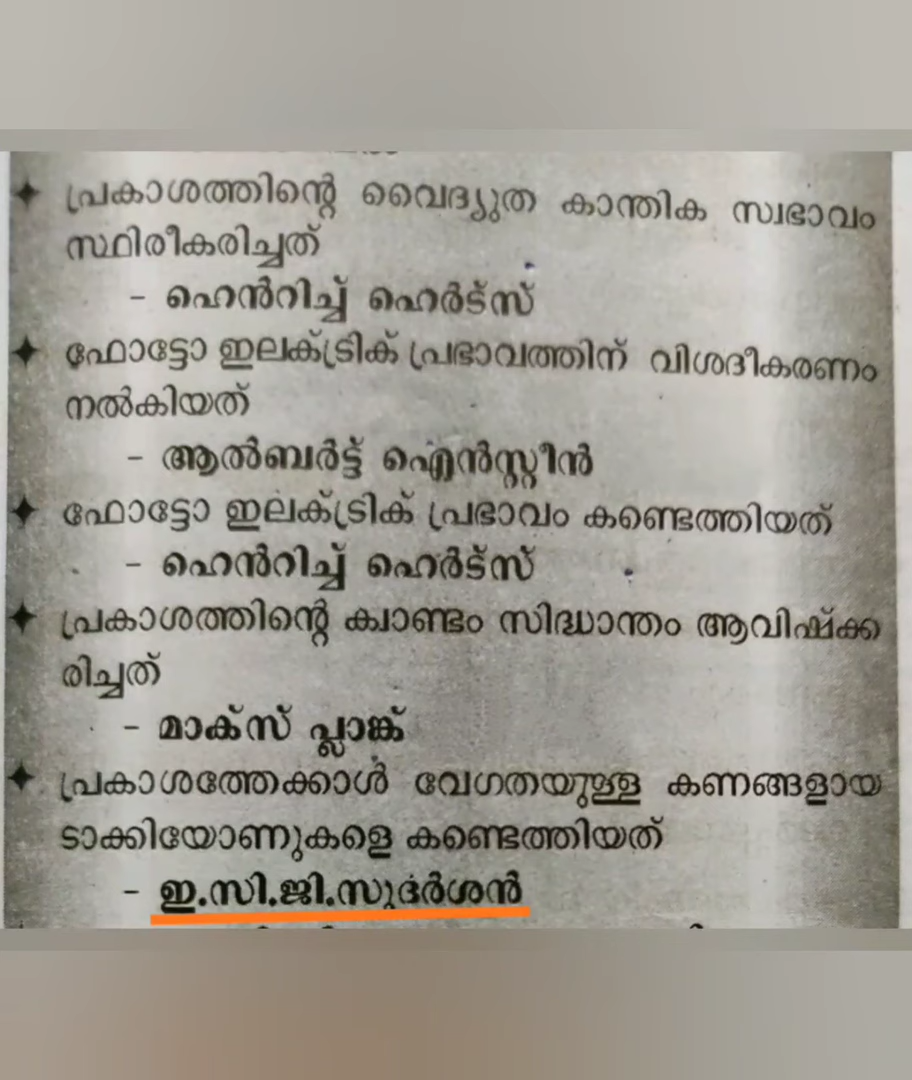 ✦ പ്രകാശത്തിന്റെ വൈദ്യുത കാന്തിക സ്വഭാവം
സ്ഥിരീകരിച്ചത്
- ഹെൻറിച്ച് ഹെർട്സ്
✦ ഫോട്ടോ ഇലക്ട്രിക് പ്രഭാവത്തിന് വിശദീകരണം
നൽകിയത്
- ആൽബർട്ട് ഐൻസ്റ്റീൻ
✦ ഫോട്ടോ ഇലക്ട്രിക് പ്രഭാവം കണ്ടെത്തിയത്
- ഹെൻറിച്ച് ഹെർട്സ്
✦ പ്രകാശത്തിന്റെ ക്വാണ്ടം സിദ്ധാന്തം ആവിഷ്ക്ക
രിച്ചത്
- മാക്സ് പ്ലാങ്ക്
✦ പ്രകാശത്തേക്കാൾ വേഗതയുള്ള കണങ്ങളായ
ടാക്കിയോണുകളെ കണ്ടെത്തിയത്
- ഇ.സി.ജി.സുദർശൻ